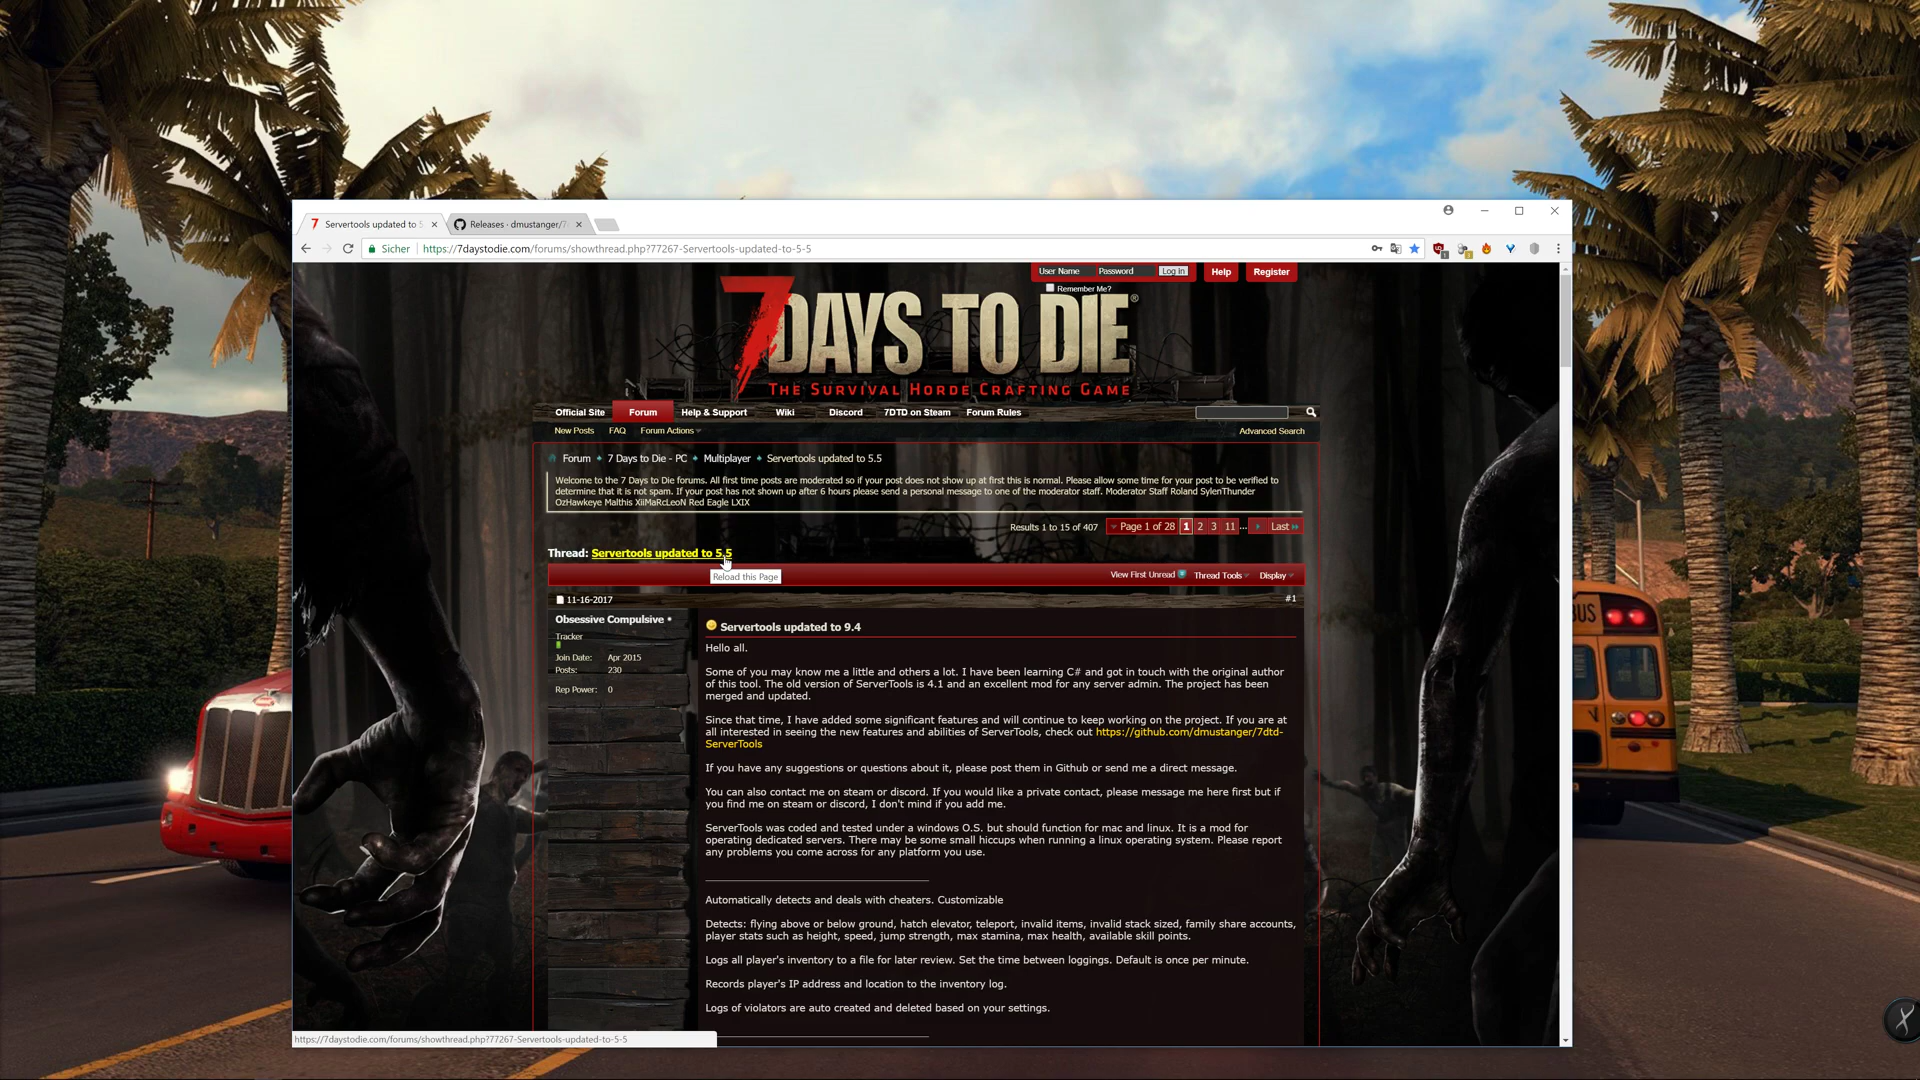 Servertools updated to 5
Releases · dmustanger/7
Sicher
https://7daystodie.com/forums/showthread.php?77267-Servertools-updated-to-5-5
User Name
Password
Log In
Help
Register
Remember Me?
7 DAYS TO DIE®
THE SURVIVAL HORDE CRAFTING GAME
Official Site
Forum
Help & Support
Wiki
Discord
7DTD on Steam
Forum Rules
New Posts
FAQ
Forum Actions
Advanced Search
Forum
7 Days to Die - PC
Multiplayer
Servertools updated to 5.5
Welcome to the 7 Days to Die forums. All first time posts are moderated so if your post does not show up at first this is normal. Please allow some time for your post to be verified to
determine that it is not spam. If your post has not shown up after 6 hours please send a personal message to one of the moderator staff. Moderator Staff Roland SylenThunder
OzHawkeye Malthis XiiMaRcLeoN Red Eagle LXIX
Results 1 to 15 of 407
Page 1 of 28
1
2
3
11
...
Last
Thread: Servertools updated to 5.5
Reload this Page
View First Unread
Thread Tools
Display
11-16-2017
#1
Obsessive Compulsive
Tracker
Join Date: Apr 2015
Posts: 230
Rep Power: 0
Servertools updated to 9.4
Hello all.
Some of you may know me a little and others a lot. I have been learning C# and got in touch with the original author
of this tool. The old version of ServerTools is 4.1 and an excellent mod for any server admin. The project has been
merged and updated.
Since that time, I have added some significant features and will continue to keep working on the project. If you are at
all interested in seeing the new features and abilities of ServerTools, check out https://github.com/dmustanger/7dtd-
ServerTools
If you have any suggestions or questions about it, please post them in Github or send me a direct message.
You can also contact me on steam or discord. If you would like a private contact, please message me here first but if
you find me on steam or discord, I don't mind if you add me.
ServerTools was coded and tested under a windows O.S. but should function for mac and linux. It is a mod for
operating dedicated servers. There may be some small hiccups when running a linux operating system. Please report
any problems you come across for any platform you use.
Automatically detects and deals with cheaters. Customizable
Detects: flying above or below ground, hatch elevator, teleport, invalid items, invalid stack sized, family share accounts,
player stats such as height, speed, jump strength, max stamina, max health, available skill points.
Logs all player's inventory to a file for later review. Set the time between loggings. Default is once per minute.
Records player's IP address and location to the inventory log.
Logs of violators are auto created and deleted based on your settings.
https://7daystodie.com/forums/showthread.php?77267-Servertools-updated-to-5-5
BUS